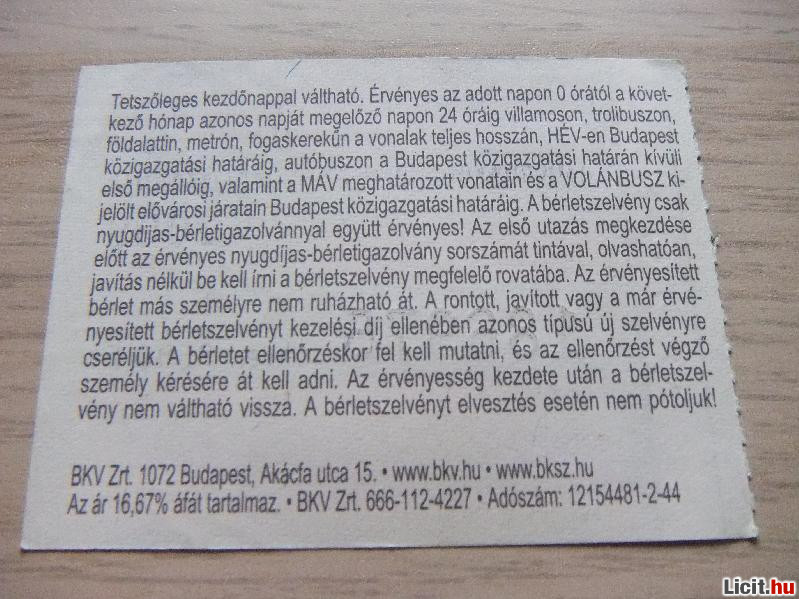 Tetszőleges kezdőnappal váltható. Érvényes az adott napon 0 órától a követ-
kező hónap azonos napját megelőző napon 24 óráig villamoson, trolibuszon,
földalattin, metrón, fogaskerekűn a vonalak teljes hosszán, HÉV-en Budapest
közigazgatási határáig, autóbuszon a Budapest közigazgatási határán kívüli
első megállóig, valamint a MÁV meghatározott vonatain és a VOLÁNBUSZ ki-
jelölt elővárosi járatain Budapest közigazgatási határáig. A bérletszelvény csak
nyugdíjas-bérletigazolvánnyal együtt érvényes! Az első utazás megkezdése
előtt az érvényes nyugdíjas-bérletigazolvány sorszámát tintával, olvashatóan,
javítás nélkül be kell írni a bérletszelvény megfelelő rovatába. Az érvényesített
bérlet más személyre nem ruházható át. A rontott, javított vagy a már érvé-
nyesített bérletszelvényt kezelési díj ellenében azonos típusú új szelvényre
cseréljük. A bérletet ellenőrzéskor fel kell mutatni, és az ellenőrzést végző
személy kérésére át kell adni. Az érvényesség kezdete után a bérletszel-
vény nem váltható vissza. A bérletszelvényt elvesztés esetén nem pótoljuk!
BKV Zrt. 1072 Budapest, Akácfa utca 15. • www.bkv.hu • www.bksz.hu
Az ár 16,67% áfát tartalmaz. • BKV Zrt. 666-112-4227 • Adószám: 12154481-2-44
Licit.hu